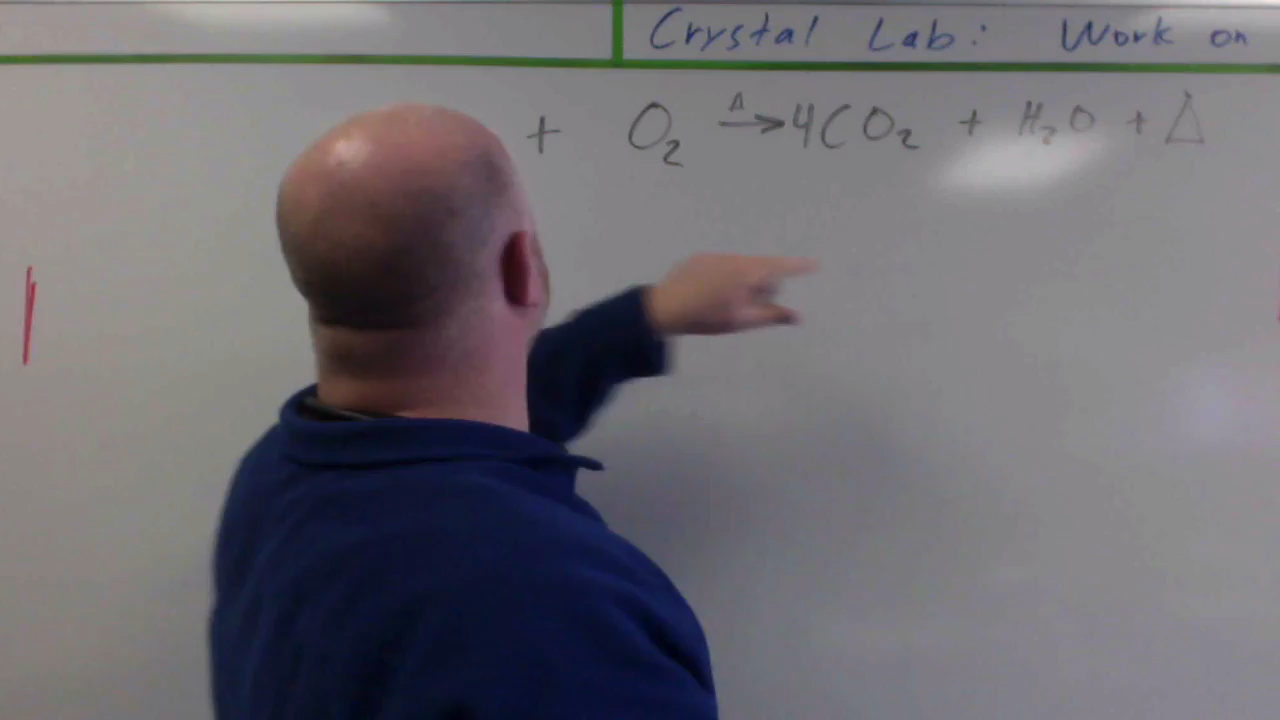 Crystal Lab: Work on
+ O₂ Δ→ 4CO₂ + H₂O + Δ